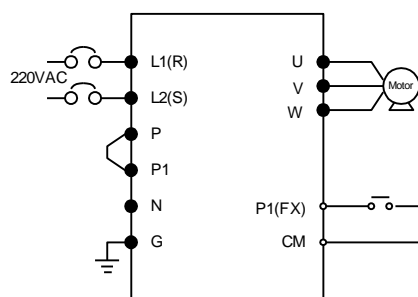 L1(R)
220VAC
L2(S)
P
P1
N
G
U
V
W
Motor
P1(FX)
CM